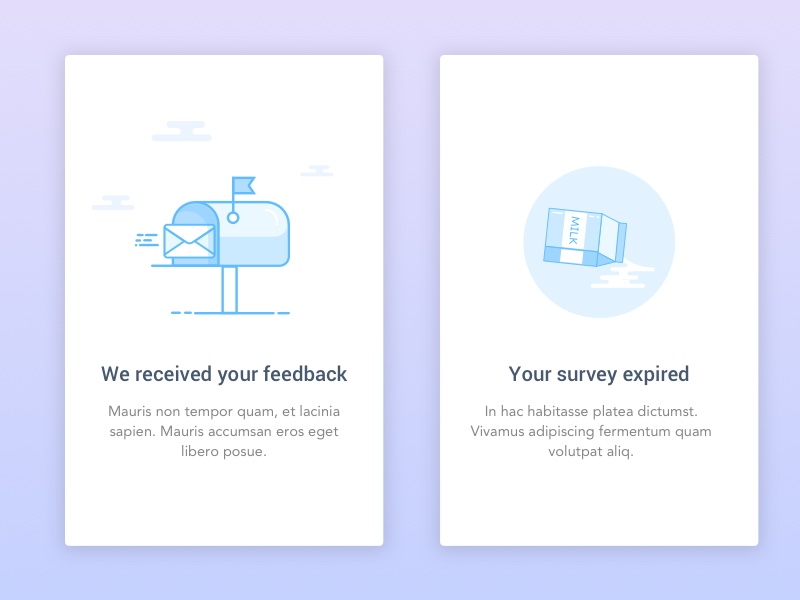 We received your feedback
Mauris non tempor quam, et lacinia
sapien. Mauris accumsan eros eget
libero posue.
MILK
Your survey expired
In hac habitasse platea dictumst.
Vivamus adipiscing fermentum quam
volutpat aliq.